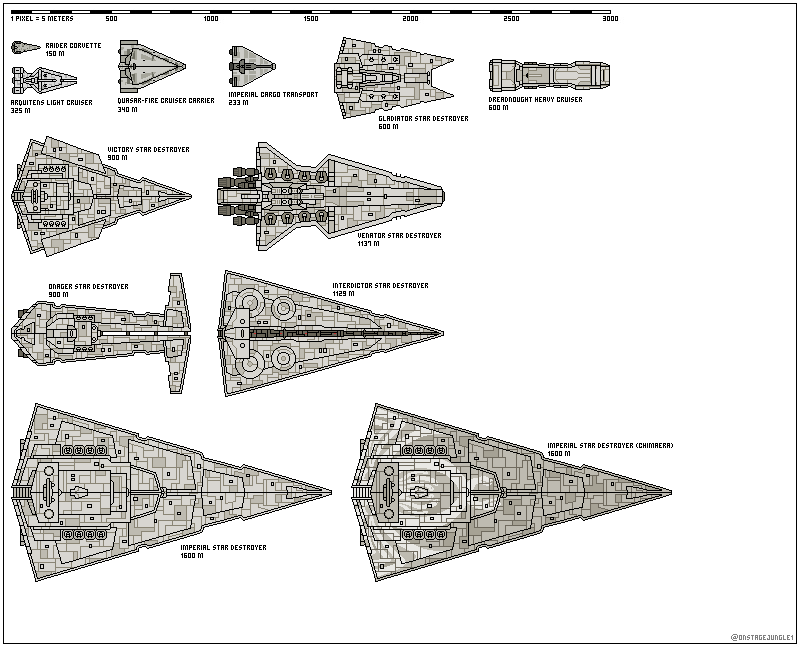 1 PIXEL = 5 METERS 500 1000 1500 2000 2500 3000
RAIDER CORVETTE
150 M
ARQUITENS LIGHT CRUISER
325 M
QUASAR-FIRE CRUISER CARRIER
340 M
IMPERIAL CARGO TRANSPORT
233 M
GLADIATOR STAR DESTROYER
600 M
DREADNOUGHT HEAVY CRUISER
600 M
VICTORY STAR DESTROYER
900 M
VENATOR STAR DESTROYER
1137 M
ONAGER STAR DESTROYER
900 M
INTERDICTOR STAR DESTROYER
1129 M
IMPERIAL STAR DESTROYER
1600 M
IMPERIAL STAR DESTROYER (CHIMAERA)
1600 M
@ONSTAGEJUNGLE1